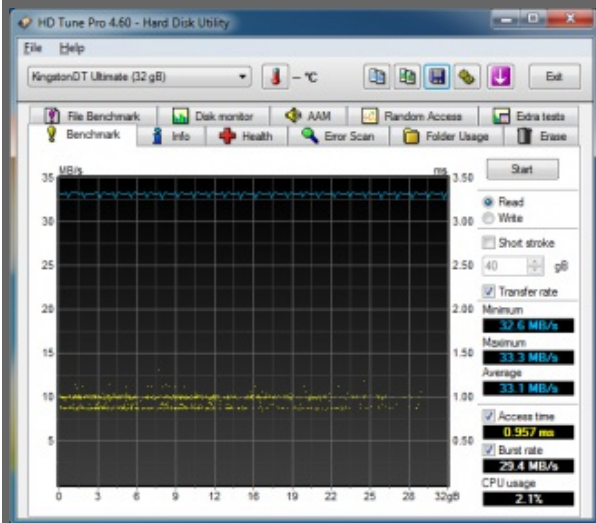 HD Tune Pro 4.60 - Hard Disk Utility
File Help
KingstonDT Ultimate (32 gB)
– °C
Exit
File Benchmark Disk monitor AAM Random Access Extra tests
Benchmark Info Health Error Scan Folder Usage Erase
MB/s ms
Start
35 3.50
Read
Write
30 3.00
Short stroke
25 2.50
40 gB
Transfer rate
20 2.00
Minimum
32.6 MB/s
Maximum
15 1.50
33.3 MB/s
Average
33.1 MB/s
10 1.00
Access time
0.957 ms
5 0.50
Burst rate
29.4 MB/s
CPU usage
2.1%
0 3 6 9 12 16 19 22 25 28 32gB